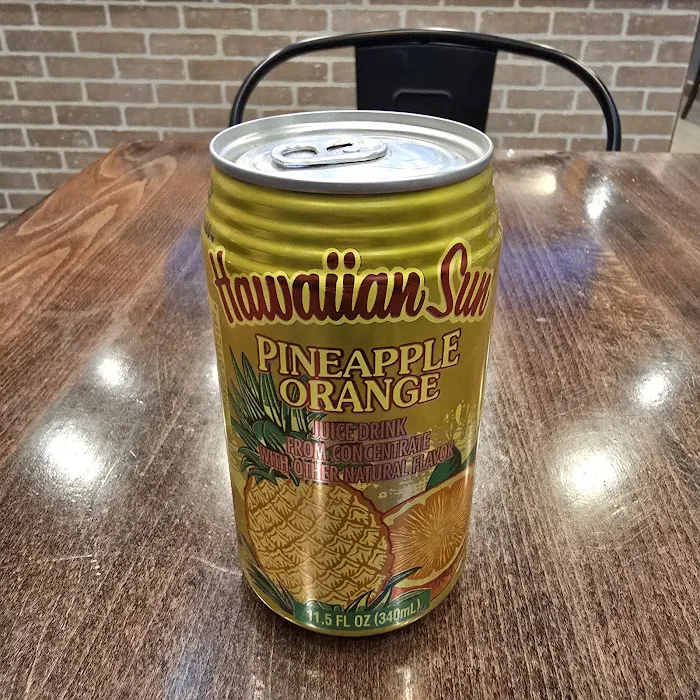 Hawaiian Sun
PINEAPPLE
ORANGE
JUICE DRINK
FROM CONCENTRATE
WITH OTHER NATURAL FLAVOR
11.5 FL OZ (340mL)